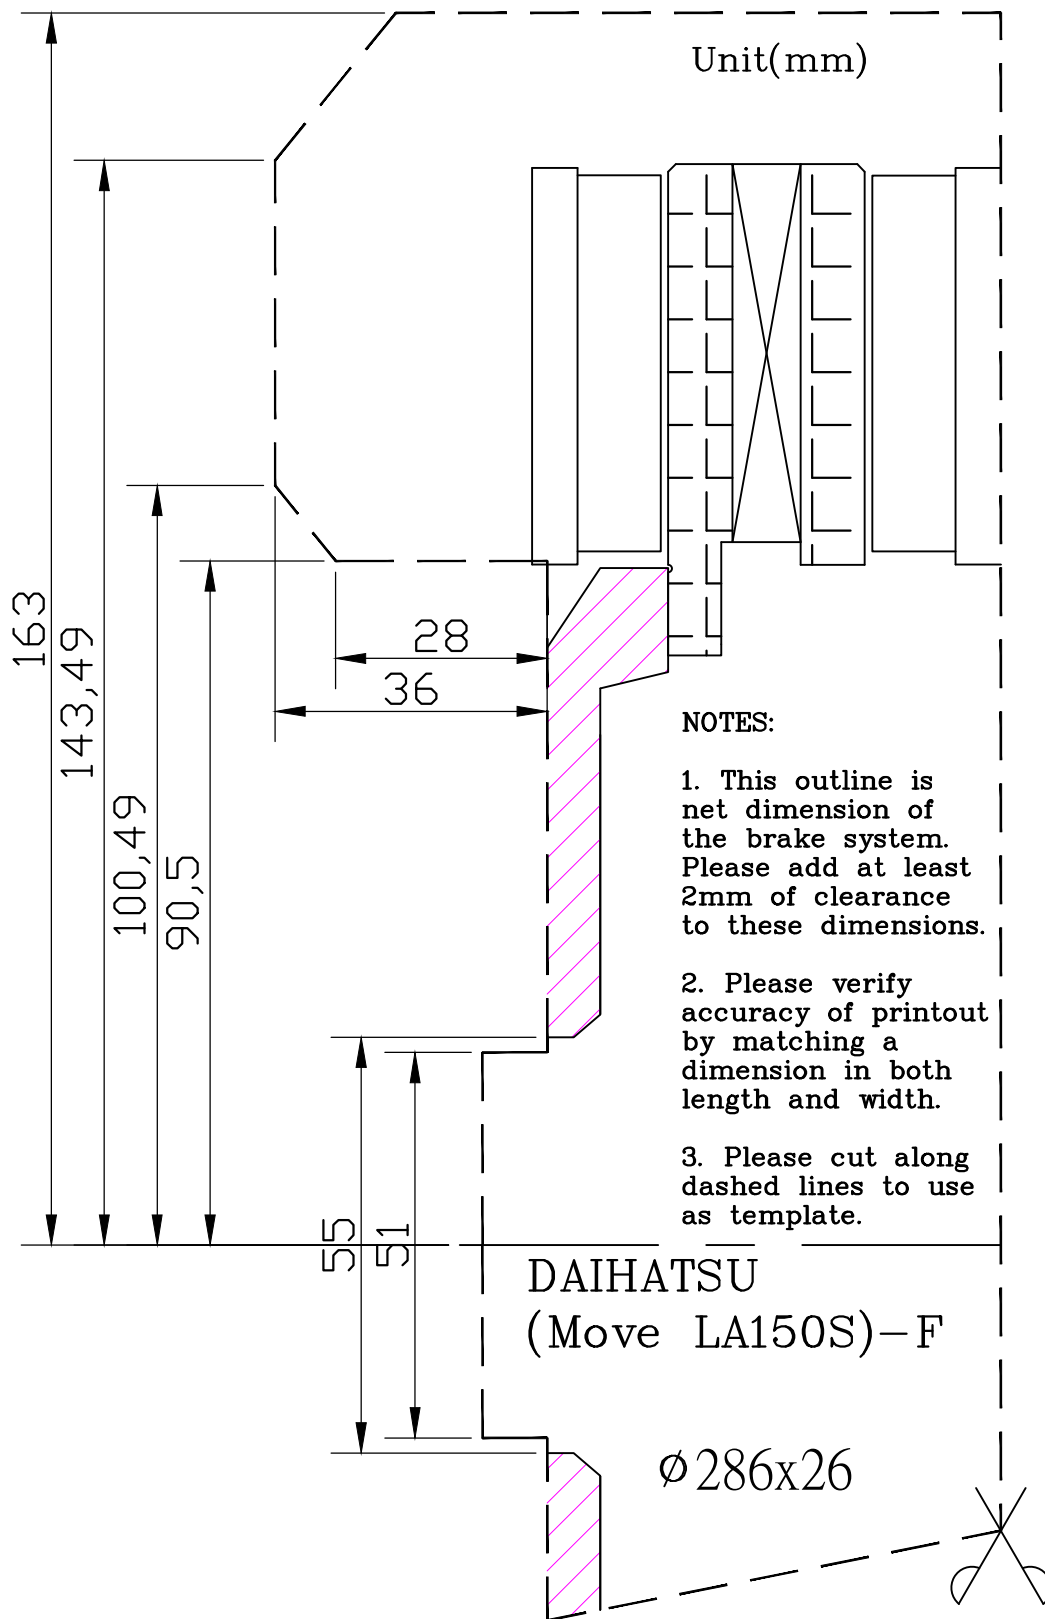 Unit(mm)
163
143,49
100,49
90,5
28
36
NOTES:
1. This outline is
net dimension of
the brake system.
Please add at least
2mm of clearance
to these dimensions.
2. Please verify
accuracy of printout
by matching a
dimension in both
length and width.
3. Please cut along
dashed lines to use
as template.
55
51
DAIHATSU
(Move LA150S)-F
Ø286x26